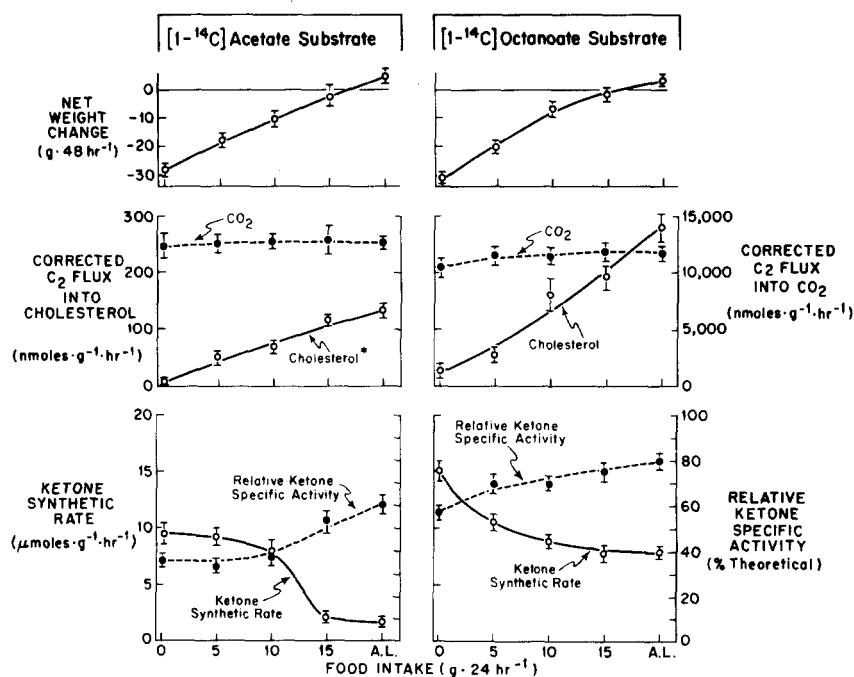 [1-¹⁴C] Acetate Substrate
[1-¹⁴C] Octanoate Substrate
NET
WEIGHT
CHANGE
(g·48 hr⁻¹)
0
-10
-20
-30
CORRECTED
C₂ FLUX
INTO
CHOLESTEROL
(nmoles·g⁻¹·hr⁻¹)
300
250
200
100
0
CO₂
Cholesterol*
CO₂
Cholesterol
15,000
10,000
5,000
0
CORRECTED
C₂ FLUX
INTO CO₂
(nmoles·g⁻¹·hr⁻¹)
KETONE
SYNTHETIC
RATE
(μmoles·g⁻¹·hr⁻¹)
20
15
10
5
0
Relative Ketone
Specific Activity
Ketone
Synthetic Rate
Relative Ketone
Specific Activity
Ketone
Synthetic Rate
100
80
60
40
20
0
RELATIVE
KETONE
SPECIFIC
ACTIVITY
(% Theoretical)
0 5 10 15 A.L.
0 5 10 15 A.L.
FOOD INTAKE (g·24 hr⁻¹)